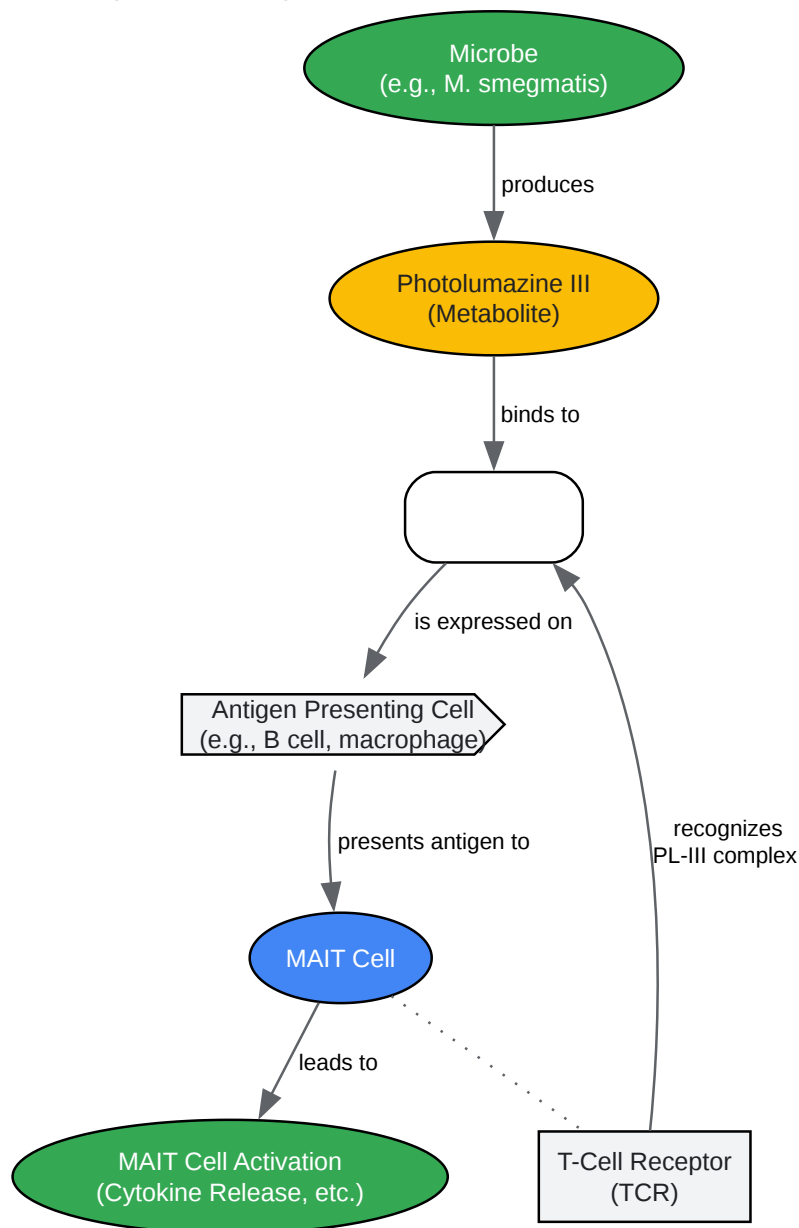 Microbe
(e.g., M. smegmatis)
produces
Photolumazine III
(Metabolite)
binds to
is expressed on
Antigen Presenting Cell
(e.g., B cell, macrophage)
recognizes
PL-III complex
presents antigen to
MAIT Cell
leads to
MAIT Cell Activation
(Cytokine Release, etc.)
T-Cell Receptor
(TCR)